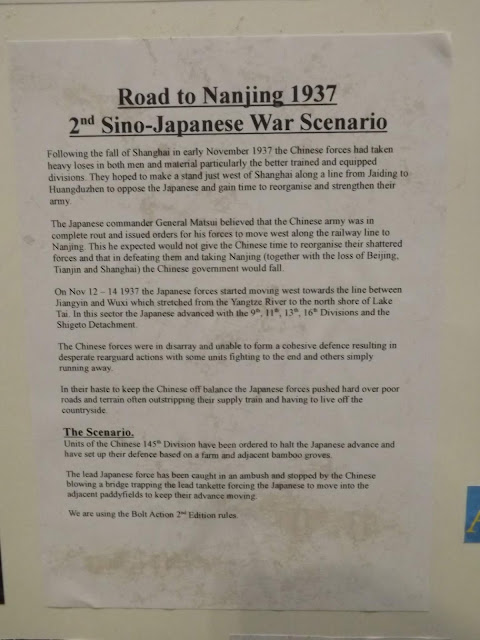 Road to Nanjing 1937
2nd Sino-Japanese War Scenario
Following the fall of Shanghai in early November 1937 the Chinese forces had taken
heavy loses in both men and material particularly the better trained and equipped
divisions. They hoped to make a stand just west of Shanghai along a line from Jaiding to
Huangduzhen to oppose the Japanese and gain time to reorganise and strengthen their
army.
The Japanese commander General Matsui believed that the Chinese army was in
complete rout and issued orders for his forces to move west along the railway line to
Nanjing. This he expected would not give the Chinese time to reorganise their shattered
forces and that in defeating them and taking Nanjing (together with the loss of Beijing,
Tianjin and Shanghai) the Chinese government would fall.
On Nov 12 – 14 1937 the Japanese forces started moving west towards the line between
Jiangyin and Wuxi which stretched from the Yangtze River to the north shore of Lake
Tai. In this sector the Japanese advanced with the 9th, 11th, 13th, 16th Divisions and the
Shigeto Detachment.
The Chinese forces were in disarray and unable to form a cohesive defence resulting in
desperate rearguard actions with some units fighting to the end and others simply
running away.
In their haste to keep the Chinese off balance the Japanese forces pushed hard over poor
roads and terrain often outstripping their supply train and having to live off the
countryside.
The Scenario.
Units of the Chinese 145th Division have been ordered to halt the Japanese advance and
have set up their defence based on a farm and adjacent bamboo groves.
The lead Japanese force has been caught in an ambush and stopped by the Chinese
blowing a bridge trapping the lead tankette forcing the Japanese to move into the
adjacent paddyfields to keep their advance moving.
We are using the Bolt Action 2nd Edition rules.